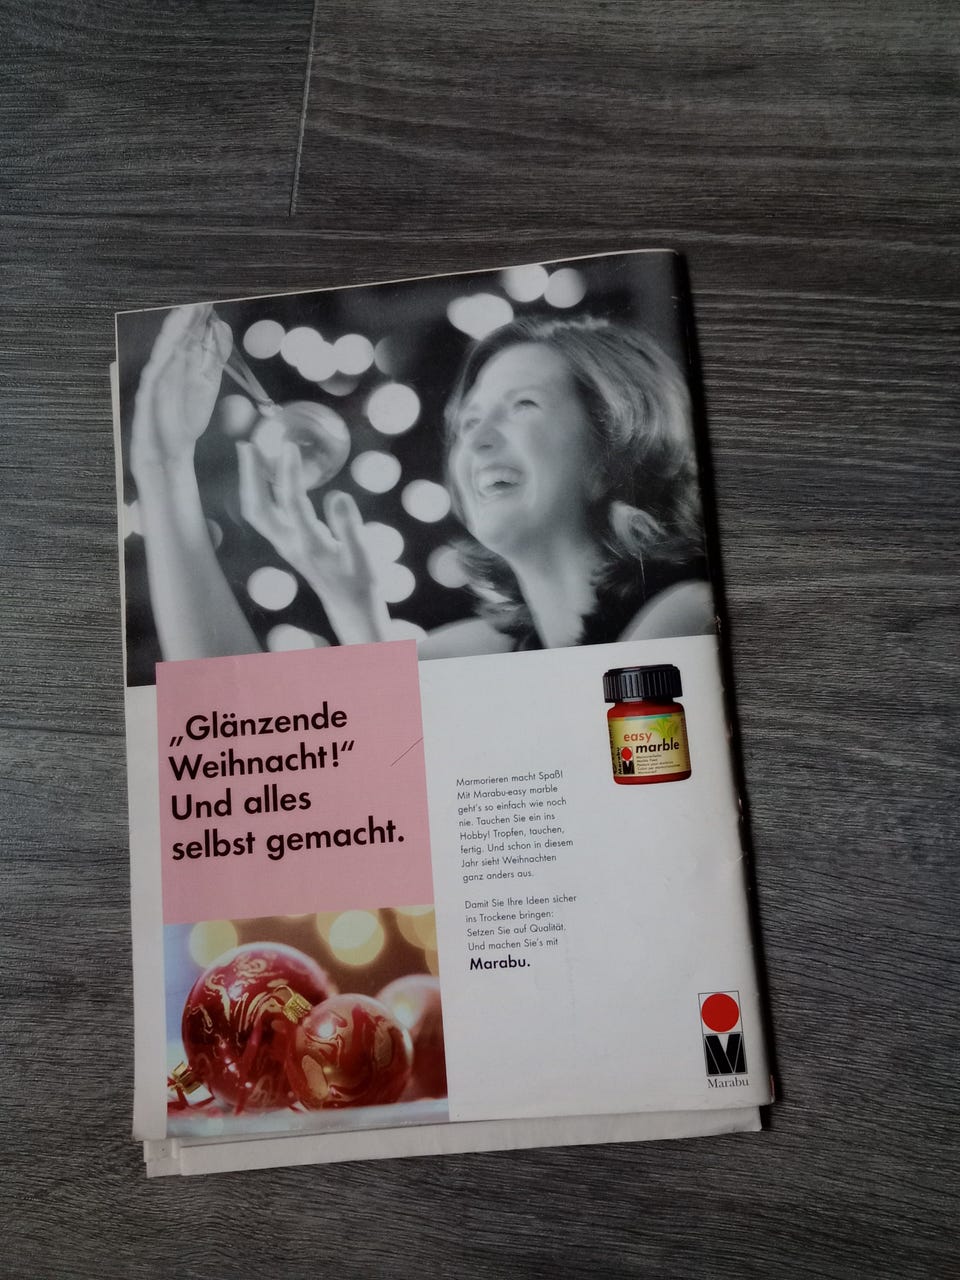 „Glänzende
Weihnacht!“
Und alles
selbst gemacht.
easy
marble
Marabu
Marmorieren macht Spaß!
Mit Marabu-easy marble
geht's so einfach wie noch
nie. Tauchen Sie ein ins
Hobby! Tropfen, tauchen,
fertig. Und schon in diesem
Jahr sieht Weihnachten
ganz anders aus.
Damit Sie Ihre Ideen sicher
ins Trockene bringen:
Setzen Sie auf Qualität.
Und machen Sie's mit
Marabu.
Marabu